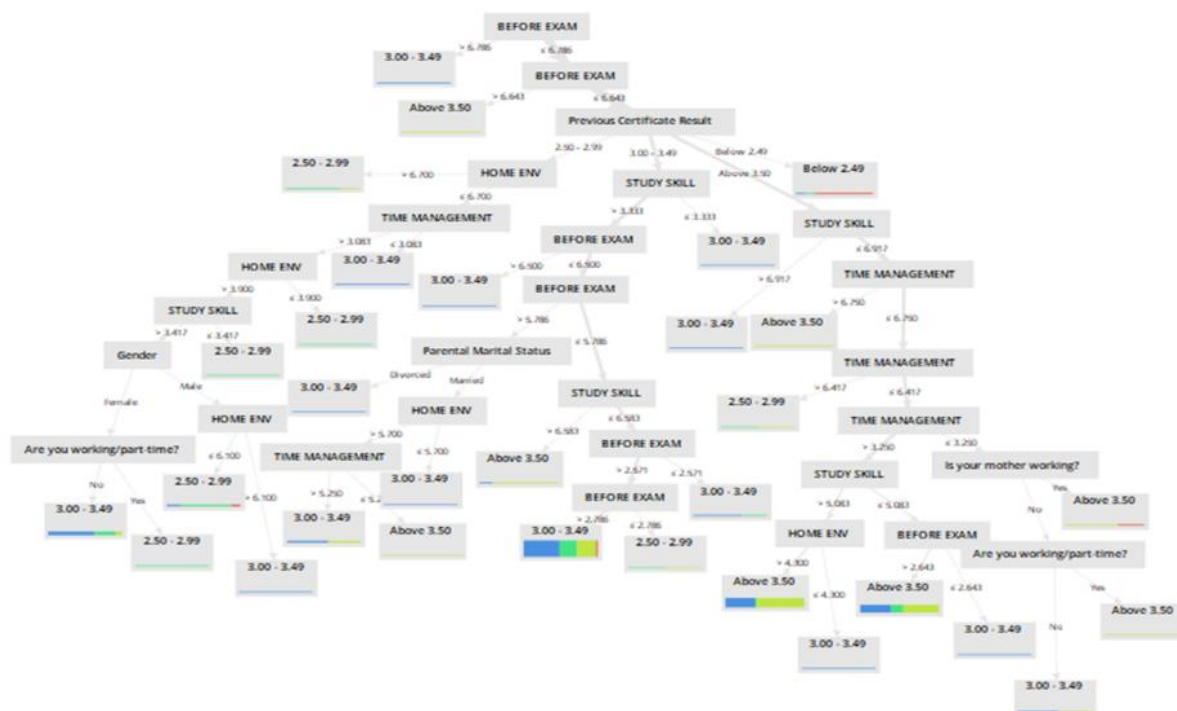 BEFORE EXAM
> 6.786
≤ 6.786
3.00 - 3.49
BEFORE EXAM
> 6.643
≤ 6.643
Above 3.50
Previous Certificate Result
2.50 - 2.99
3.00 - 3.49
Above 3.50
Below 2.49
2.50 - 2.99
> 6.700
HOME ENV
STUDY SKILL
Below 2.49
≤ 6.700
> 3.333
≤ 3.333
TIME MANAGEMENT
STUDY SKILL
> 3.083
≤ 3.083
BEFORE EXAM
3.00 - 3.49
> 6.917
≤ 6.917
HOME ENV
3.00 - 3.49
> 6.500
≤ 6.500
TIME MANAGEMENT
> 3.900
≤ 3.900
3.00 - 3.49
BEFORE EXAM
> 6.750
≤ 6.750
STUDY SKILL
2.50 - 2.99
> 5.786
≤ 5.786
3.00 - 3.49
Above 3.50
> 3.417
≤ 3.417
Gender
2.50 - 2.99
Parental Marital Status
TIME MANAGEMENT
Female
Male
Divorced
Married
> 6.417
≤ 6.417
3.00 - 3.49
STUDY SKILL
2.50 - 2.99
HOME ENV
HOME ENV
> 6.583
≤ 6.583
TIME MANAGEMENT
Are you working/part-time?
≤ 6.100
> 6.100
> 5.700
≤ 5.700
BEFORE EXAM
> 3.250
≤ 3.250
TIME MANAGEMENT
Above 3.50
> 2.571
≤ 2.571
STUDY SKILL
Is your mother working?
No
Yes
2.50 - 2.99
3.00 - 3.49
BEFORE EXAM
3.00 - 3.49
> 5.083
≤ 5.083
Yes
No
Above 3.50
3.00 - 3.49
> 5.250
3.00 - 3.49
Above 3.50
> 2.786
≤ 2.786
3.00 - 3.49
HOME ENV
BEFORE EXAM
2.50 - 2.99
2.50 - 2.99
Are you working/part-time?
3.00 - 3.49
> 4.300
≤ 4.300
> 2.643
≤ 2.643
Above 3.50
Above 3.50
Yes
No
Above 3.50
3.00 - 3.49
3.00 - 3.49
3.00 - 3.49